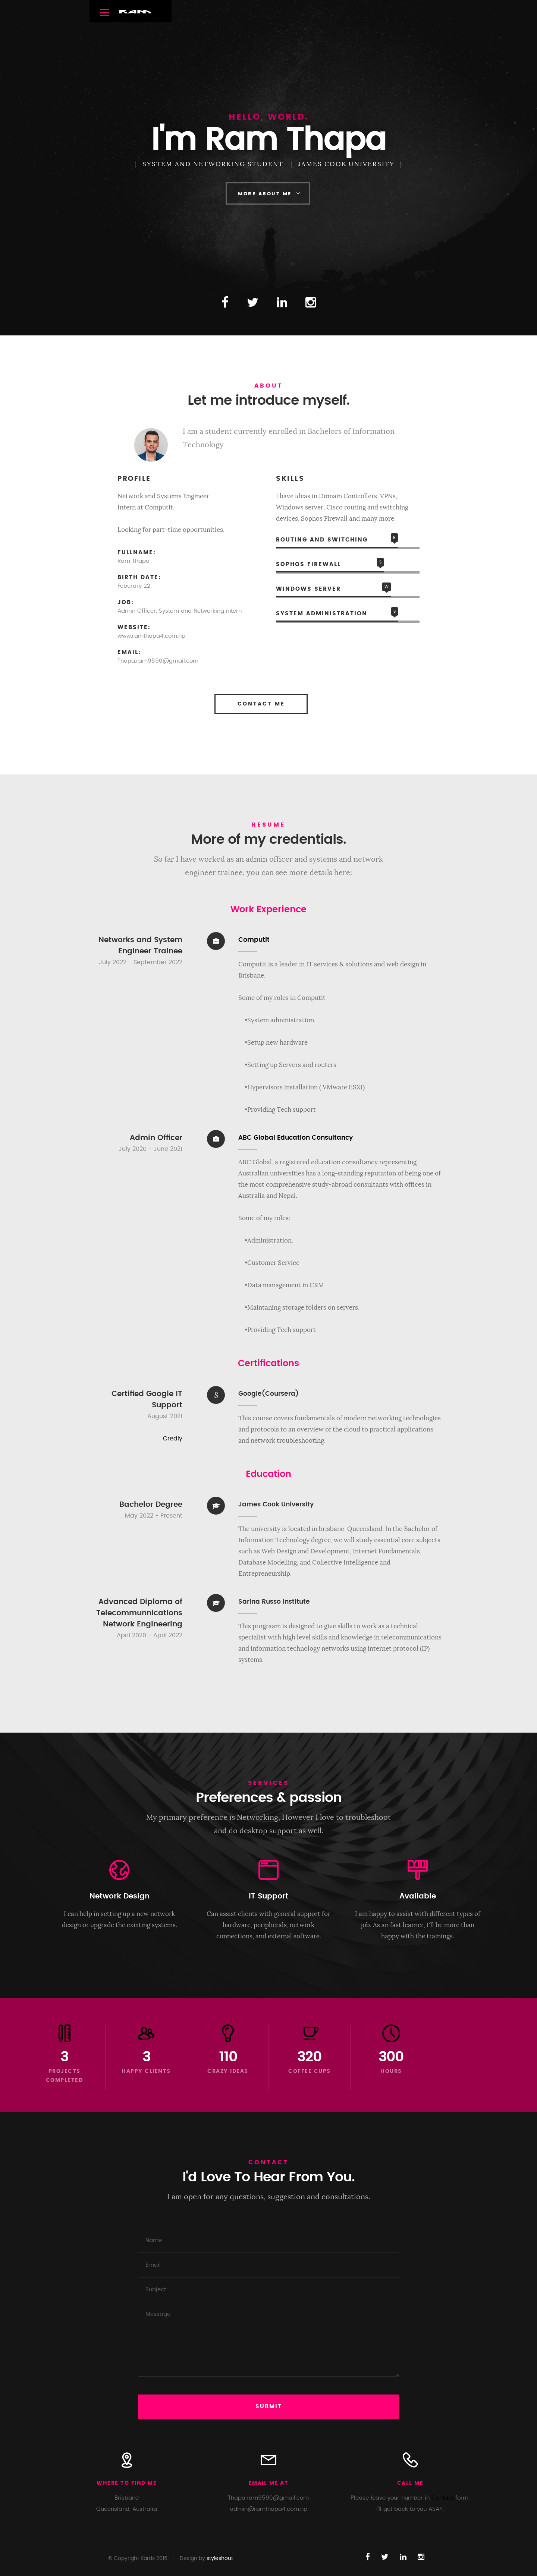 RAM
HELLO, WORLD.
I'm Ram Thapa
SYSTEM AND NETWORKING STUDENT
JAMES COOK UNIVERSITY
MORE ABOUT ME
ABOUT
Let me introduce myself.
I am a student currently enrolled in Bachelors of Information
Technology
PROFILE
Network and Systems Engineer
Intern at Computit.
Looking for part-time opportunities.
FULLNAME:
Ram Thapa
BIRTH DATE:
Feburary 22
JOB:
Admin Officer, System and Networking intern
WEBSITE:
www.ramthapa4.com.np
EMAIL:
Thapa.ram9590@gmail.com
SKILLS
I have ideas in Domain Controllers, VPNs,
Windows server, Cisco routing and switching
devices, Sophos Firewall and many more.
ROUTING AND SWITCHING
SOPHOS FIREWALL
WINDOWS SERVER
W
SYSTEM ADMINISTRATION
S
CONTACT ME
RESUME
More of my credentials.
So far I have worked as an admin officer and systems and network
engineer trainee, you can see more details here:
Work Experience
Networks and System
Engineer Trainee
July 2022 - September 2022
Computit
Computit is a leader in IT services & solutions and web design in
Brisbane.
Some of my roles in Computit
•System administration.
•Setup new hardware
•Setting up Servers and routers
•Hypervisors installation ( VMware ESXI)
•Providing Tech support
Admin Officer
July 2020 - June 2021
ABC Global Education Consultancy
ABC Global, a registered education consultancy representing
Australian universities has a long-standing reputation of being one of
the most comprehensive study-abroad consultants with offices in
Australia and Nepal.
Some of my roles:
•Administration.
•Customer Service
•Data management in CRM
•Maintaning storage folders on servers.
•Providing Tech support
Certifications
Certified Google IT
Support
August 2021
Credly
Google(Coursera)
This course covers fundamentals of modern networking technologies
and protocols to an overview of the cloud to practical applications
and network troubleshooting.
Education
Bachelor Degree
May 2022 - Present
James Cook University
The university is located in brisbane, Queensland. In the Bachelor of
Information Technology degree, we will study essential core subjects
such as Web Design and Development, Internet Fundamentals,
Database Modelling, and Collective Intelligence and
Entrepreneurship.
Advanced Diploma of
Telecommunnications
Network Engineering
April 2020 - April 2022
Sarina Russo Institute
This prograam is designed to give skills to work as a technical
specialist with high level skills and knowledge in telecommunications
and information technology networks using internet protocol (IP)
systems.
SERVICES
Preferences & passion
My primary preference is Networking, However I love to troubleshoot
and do desktop support as well.
Network Design
I can help in setting up a new network
design or upgrade the existing systems.
IT Support
Can assist clients with general support for
hardware, peripherals, network
connections, and external software.
Available
I am happy to assist with different types of
job. As an fast learner, I'll be more than
happy with the trainings.
3
PROJECTS
COMPLETED
3
HAPPY CLIENTS
110
CRAZY IDEAS
320
COFFEE CUPS
300
HOURS
CONTACT
I'd Love To Hear From You.
I am open for any questions, suggestion and consultations.
Name
Email
Subject
Message
SUBMIT
WHERE TO FIND ME
Brisbane
Queensland, Australia
EMAIL ME AT
Thapa.ram9590@gmail.com
admin@ramthapa4.com.np
CALL ME
Please leave your number in form.
I'll get back to you ASAP
© Copyright Kards 2016.
Design by styleshout